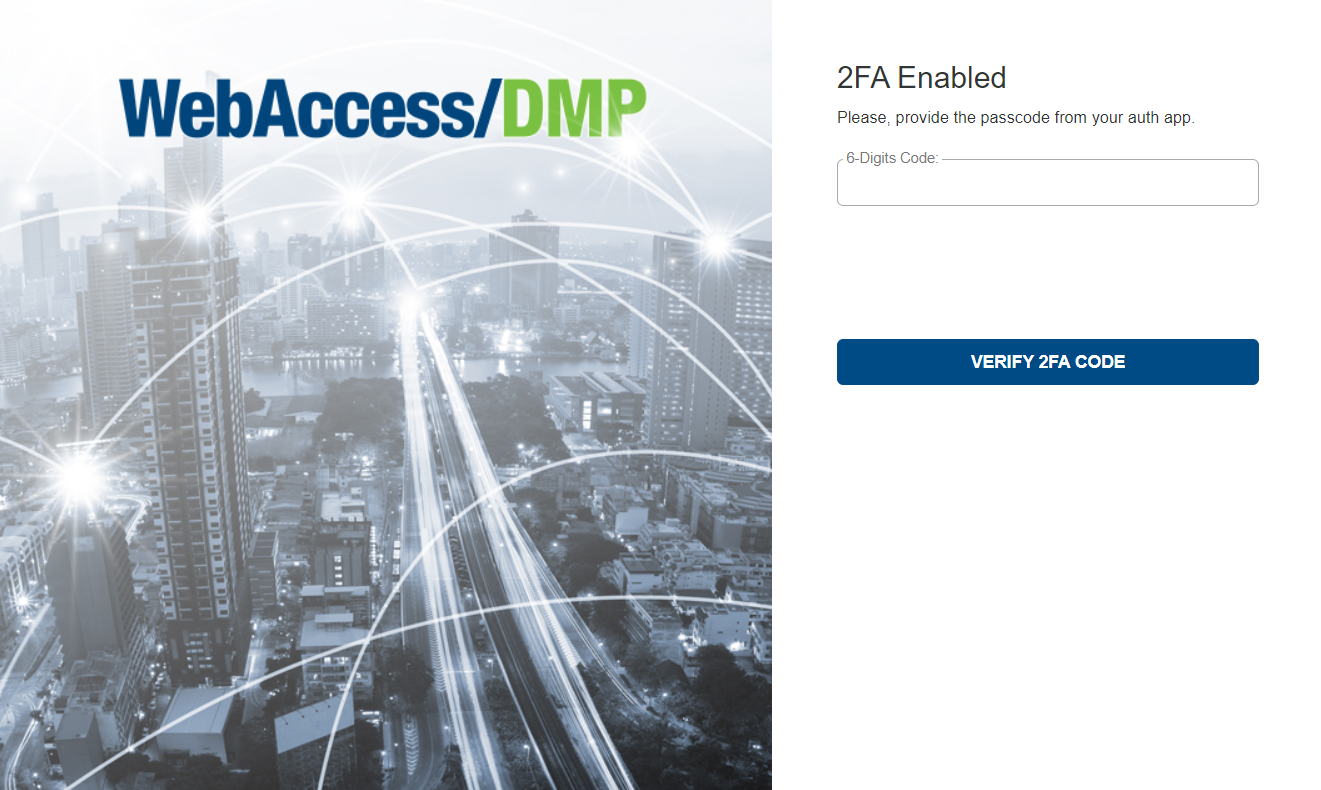 WebAccess/DMP
2FA Enabled
Please, provide the passcode from your auth app.
6-Digits Code:
VERIFY 2FA CODE